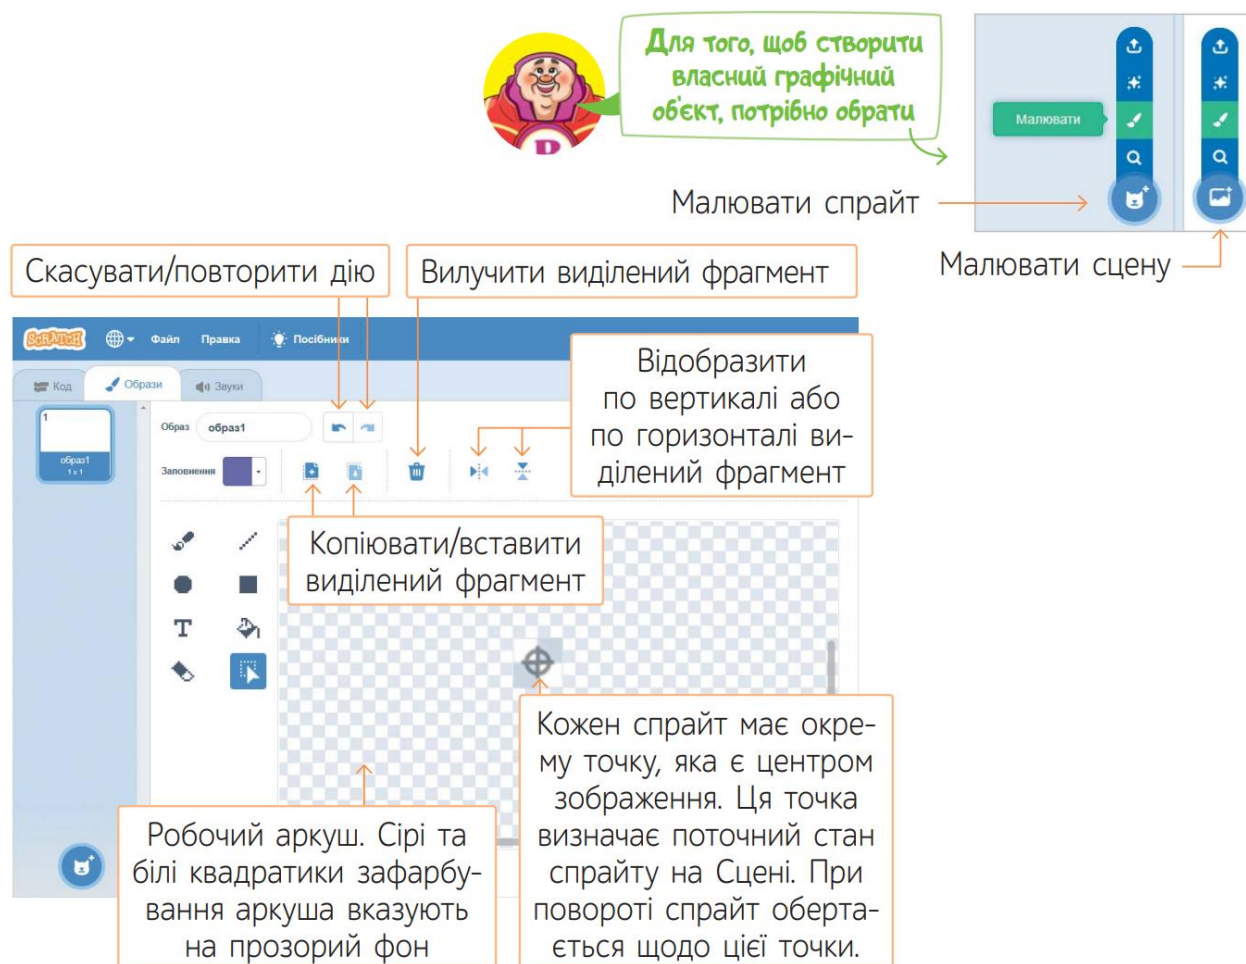 Для того, щоб створити
власний графічний
об'єкт, потрібно обрати
Малювати
Малювати спрайт
Малювати сцену
Скасувати/повторити дію
Вилучити виділений фрагмент
SCRATCH
Файл
Правка
Посібники
Відобразити
по вертикалі або
по горизонталі ви-
ділений фрагмент
Код
Образи
Звуки
1
образ1
1 x 1
Образ
образ1
Заповнення
Копіювати/вставити
виділений фрагмент
T
Кожен спрайт має окре-
му точку, яка є центром
зображення. Ця точка
визначає поточний стан
спрайту на Сцені. При
повороті спрайт оберта-
ється щодо цієї точки.
Робочий аркуш. Сірі та
білі квадратики зафарбу-
вання аркуша вказують
на прозорий фон